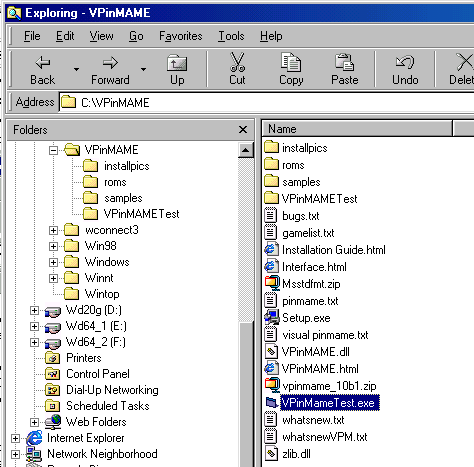 Exploring - VPinMAME
File Edit View Go Favorites Tools Help
Back Forward Up Cut Copy Paste Undo Delet
Address C:\VPinMAME
Folders
VPinMAME
installpics
roms
samples
VPinMAMETest
wconnect3
Win98
Windows
Winnt
Wintop
Wd20g (D:)
Wd64_1 (E:)
Wd64_2 (F:)
Printers
Control Panel
Dial-Up Networking
Scheduled Tasks
Web Folders
Internet Explorer
Network Neighborhood
Name
installpics
roms
samples
VPinMAMETest
bugs.txt
gamelist.txt
Installation Guide.html
Interface.html
Msstdfmt.zip
pinmame.txt
Setup.exe
visual pinmame.txt
VPinMAME.dll
VPinMAME.html
vpinmame_10b1.zip
VPinMameTest.exe
whatsnew.txt
whatsnewVPM.txt
zlib.dll